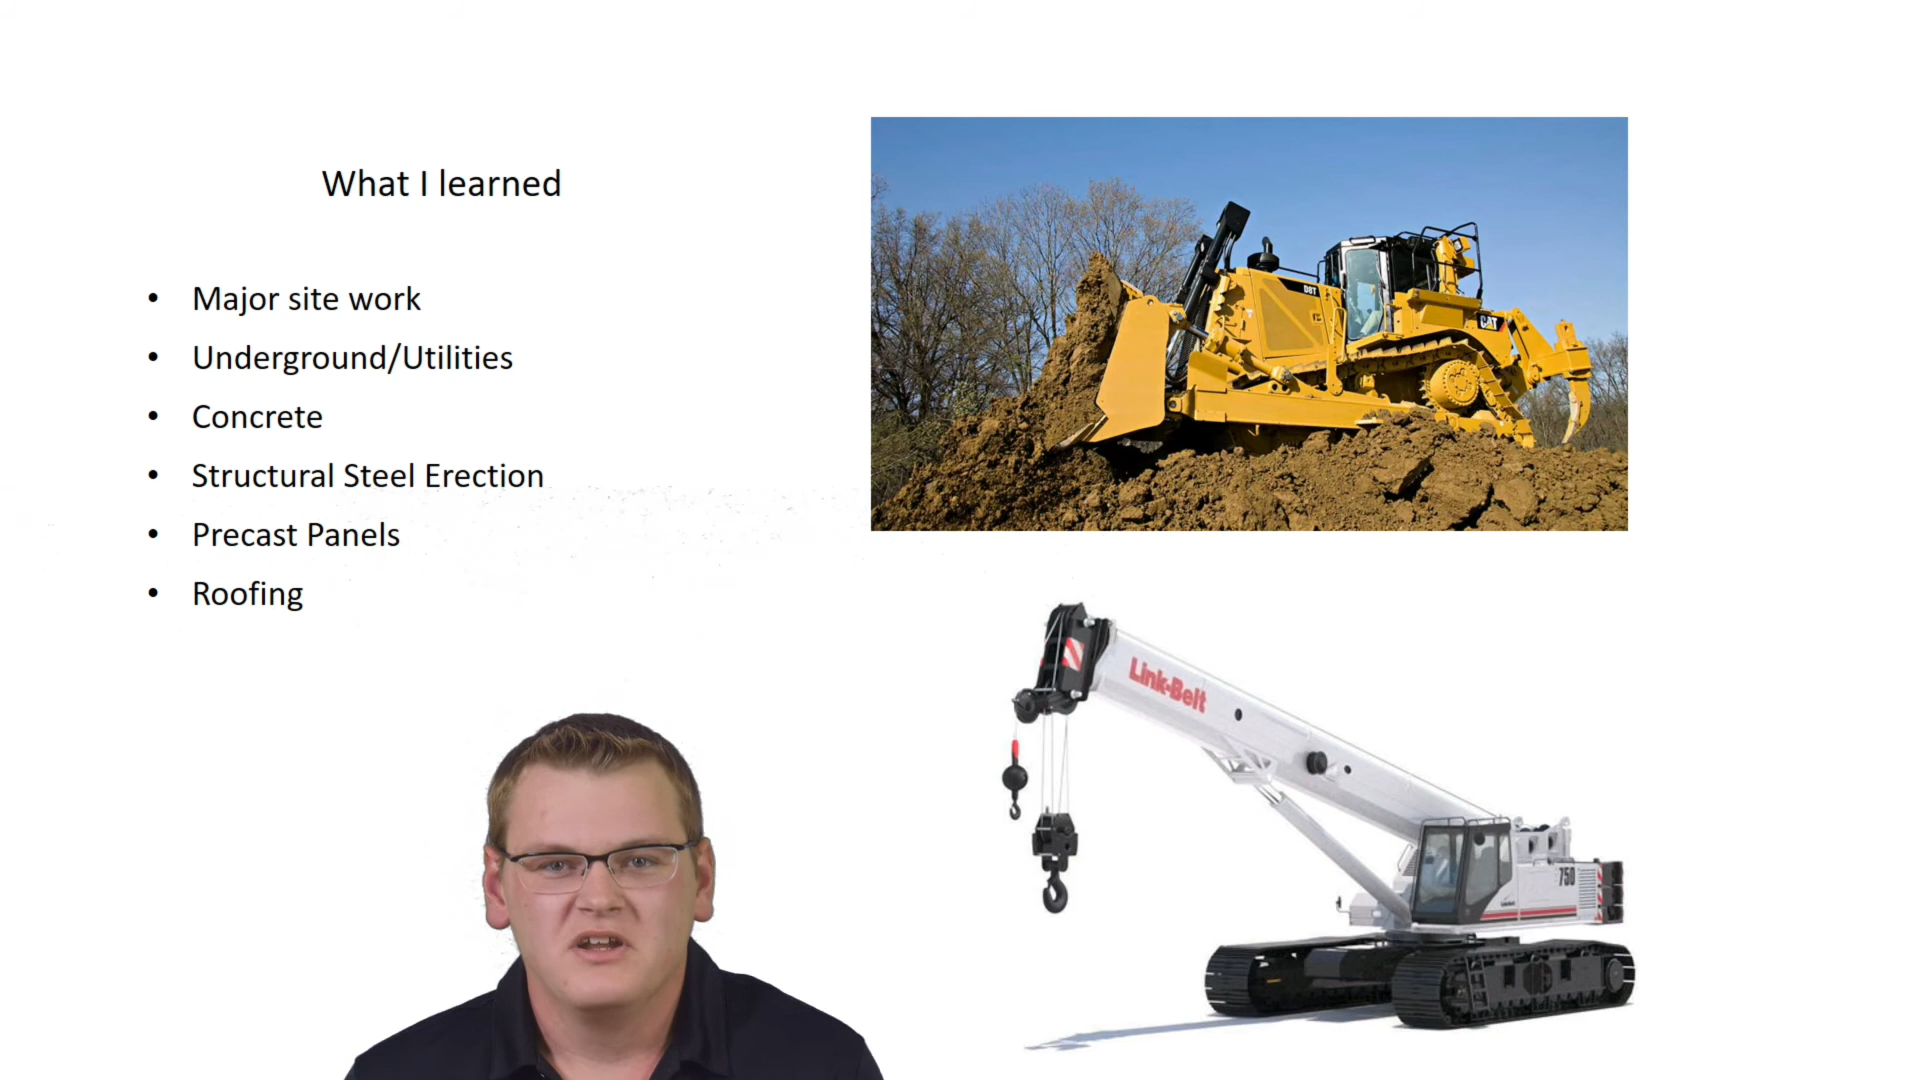 What I learned
• Major site work
• Underground/Utilities
• Concrete
• Structural Steel Erection
• Precast Panels
• Roofing
D8T
CAT
Link-Belt
750